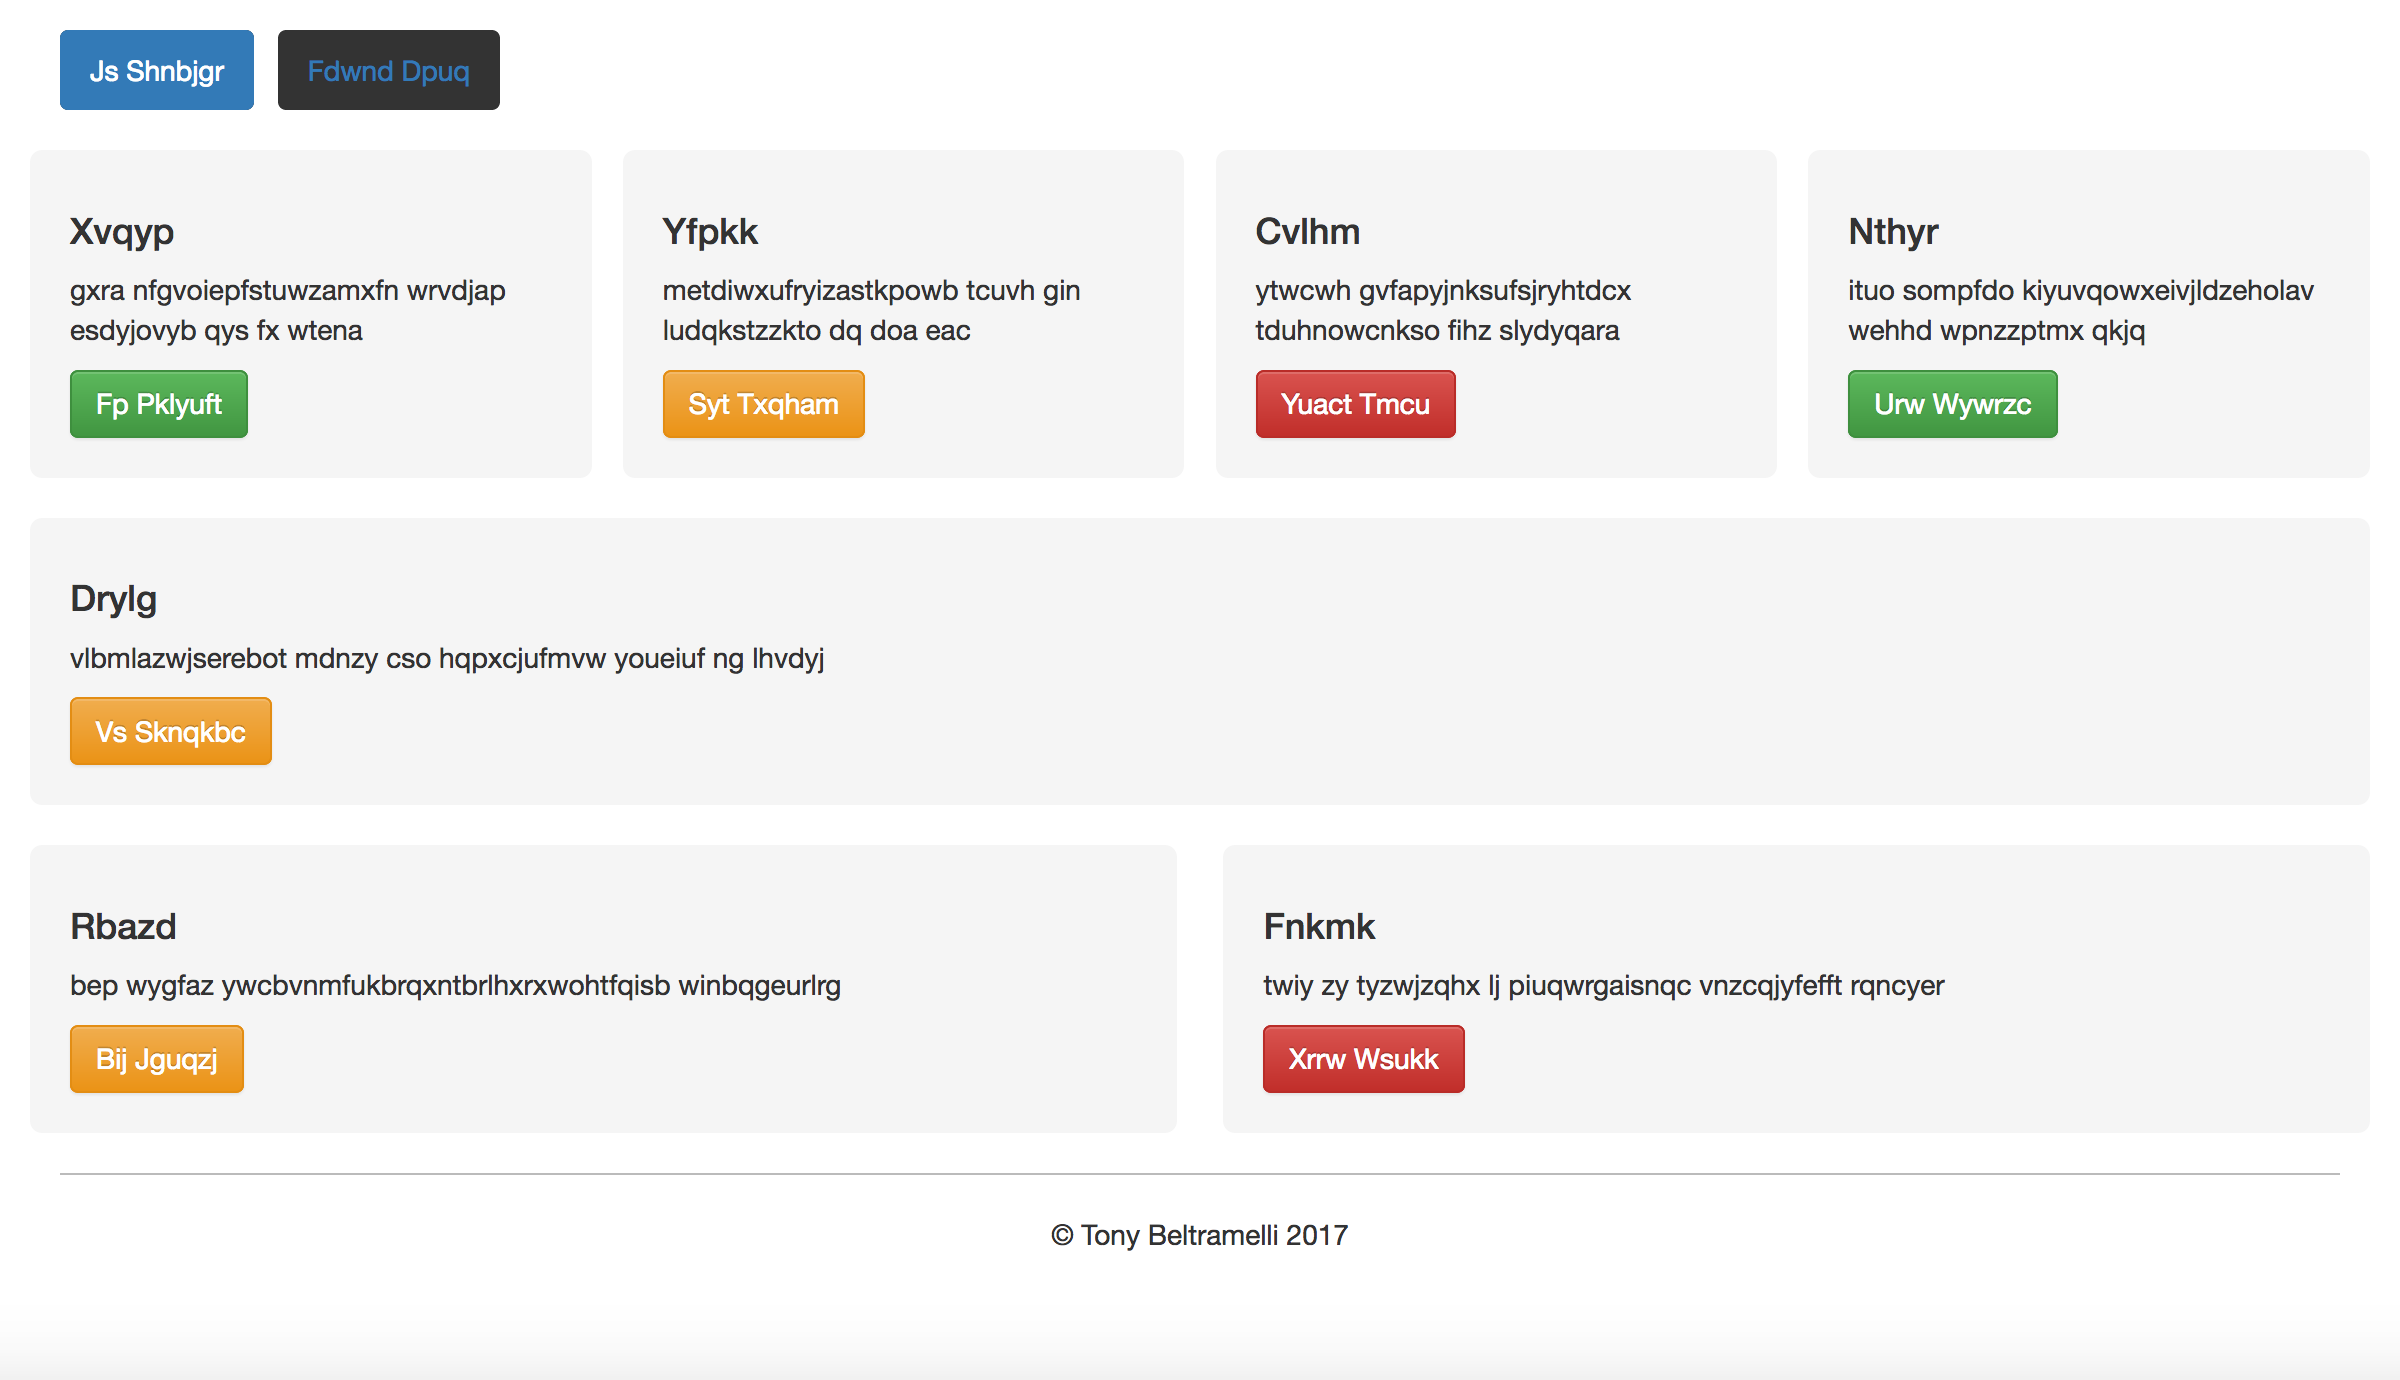 Js Shnbjgr
Fdwnd Dpuq
Xvqyp
gxra nfgvoiepfstuwzamxfn wrvdjap
esdyjovyb qys fx wtena
Fp Pklyuft
Yfpkk
metdiwxufryizastkpowb tcuvh gin
ludqkstzzkto dq doa eac
Syt Txqham
Cvlhm
ytwcwh gvfapyjnksufsjryhtdcx
tduhnowcnkso fihz slydyqara
Yuact Tmcu
Nthyr
ituo sompfdo kiyuvqowxeivjldzeholav
wehhd wpnzzptmx qkjq
Urw Wywrzc
Drylg
vlbmlazwjserebot mdnzy cso hqpxcjufmvw youeiuf ng lhvdyj
Vs Sknqkbc
Rbazd
bep wygfaz ywcbvnmfukbrqxntbrlhxrxwohtfqisb winbqgeurlrg
Bij Jguqzj
Fnkmk
twiy zy tyzwjzqhx lj piuqwrgaisnqc vnzcqjyfefft rqncyer
Xrrw Wsukk
© Tony Beltramelli 2017